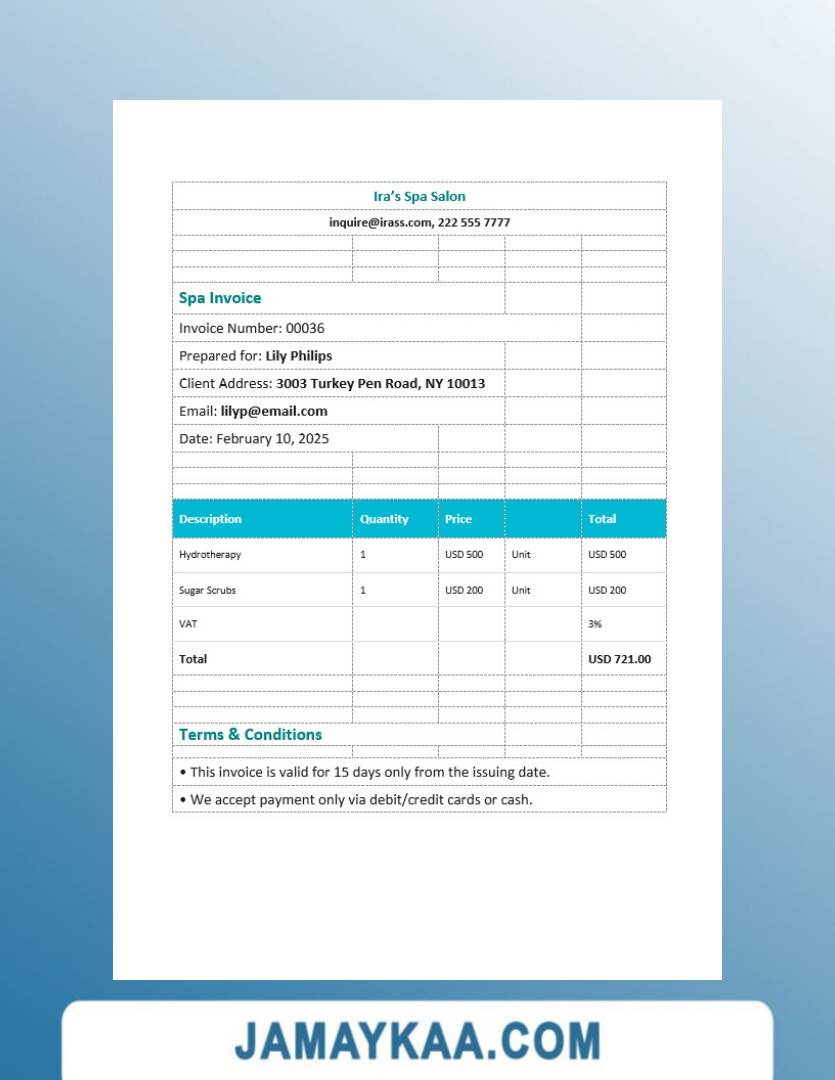 Ira's Spa Salon
inquire@irass.com, 222 555 7777
Spa Invoice
Invoice Number: 00036
Prepared for: Lily Philips
Client Address: 3003 Turkey Pen Road, NY 10013
Email: lilyp@email.com
Date: February 10, 2025
Description Quantity Price Total
Hydrotherapy 1 USD 500 Unit USD 500
Sugar Scrubs 1 USD 200 Unit USD 200
VAT 3%
Total USD 721.00
Terms & Conditions
• This invoice is valid for 15 days only from the issuing date.
• We accept payment only via debit/credit cards or cash.
JAMAYKAA.COM